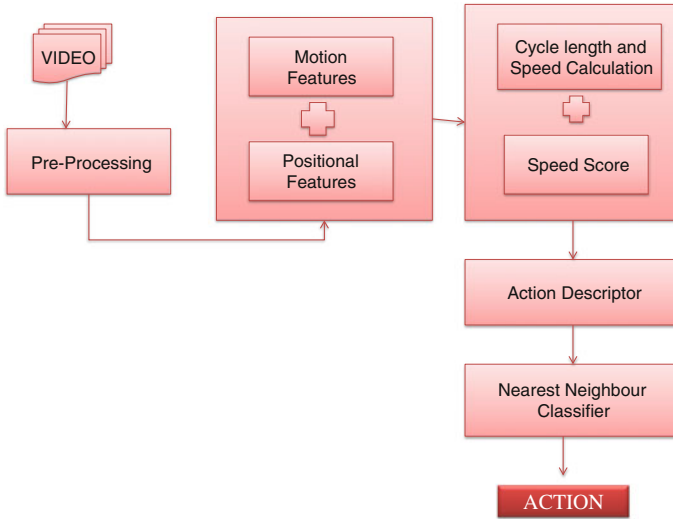 VIDEO
Pre-Processing
Motion
Features
Positional
Features
Cycle length and
Speed Calculation
Speed Score
Action Descriptor
Nearest Neighbour
Classifier
ACTION